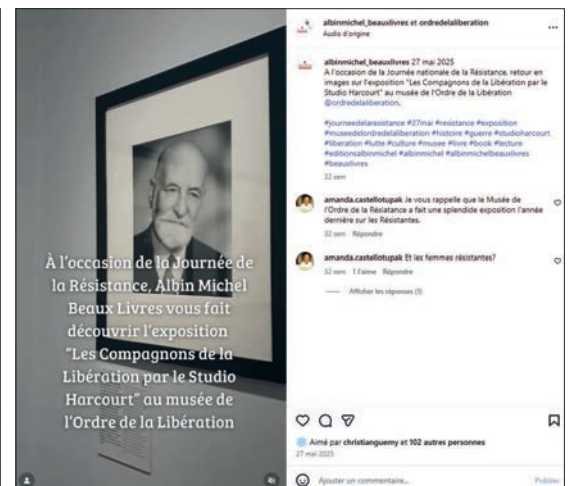 À l'occasion de la Journée de
la Résistance, Albin Michel
Beaux Livres vous fait
découvrir l'exposition
"Les Compagnons de la
Libération par le Studio
Harcourt" au musée de
l'Ordre de la Libération
albinmichel_beauxlivres et ordredelaliberation
Audio d'origine
albinmichel_beauxlivres 27 mai 2025
A l'occasion de la Journée nationale de la Résistance, retour en
images sur l'exposition "Les Compagnons de la Libération par le
Studio Harcourt" au musée de l'Ordre de la Libération
@ordredelaliberation.
#journeedelaresistance #27mai #resistance #exposition
#museedelordredelaliberation #histoire #guerre #studioharcourt
#liberation #lutte #culture #musee #livre #book #lecture
#editionsalbinmichel #albinmichel #albinmichelbeauxlivres
#beauxlivres
32 sem
amanda.castellotupak Je vous rappelle que le Musée de
l'Ordre de la Résiatance a fait une splendide exposition l'année
dernière sur les Résistantes.
32 sem Répondre
amanda.castellotupak Et les femmes résistantes?
32 sem 1 J'aime Répondre
Afficher les réponses (3)
Aimé par christianguemy et 102 autres personnes
27 mai 2025
Ajouter un commentaire...
Publier